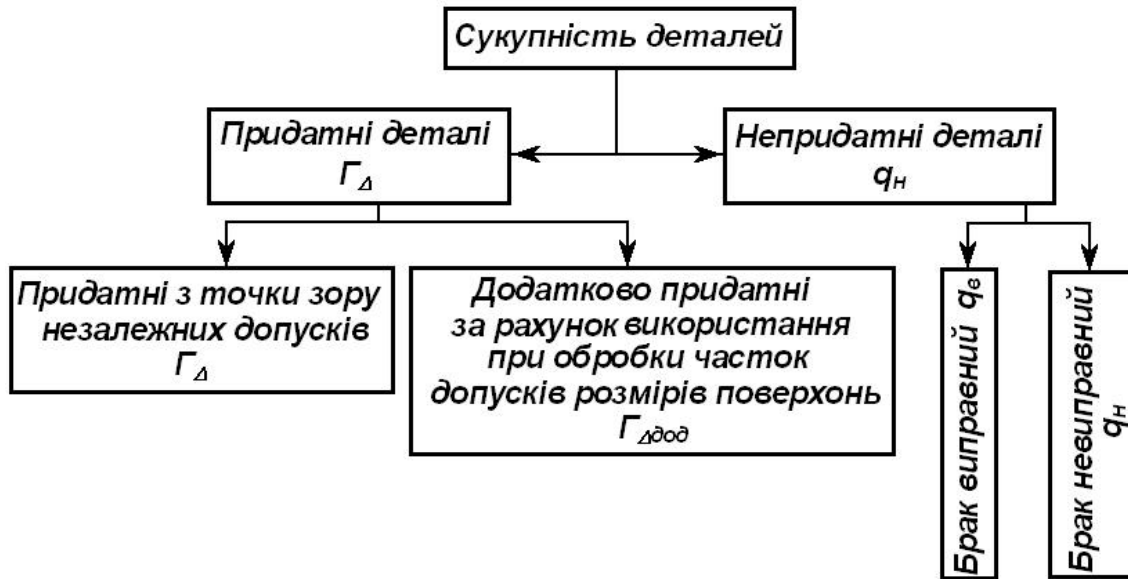 Сукупність деталей
Придатні деталі
Г_Δ
Непридатні деталі
q_н
Придатні з точки зору
незалежних допусків
Г_Δ
Додатково придатні
за рахунок використання
при обробки часток
допусків розмірів поверхонь
Г_Δдод
Брак виправний q_в
Брак невиправний
q_н